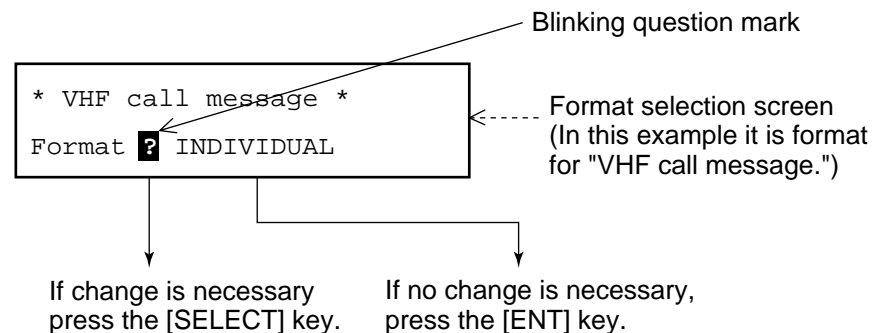 Blinking question mark
* VHF call message *
Format ? INDIVIDUAL
Format selection screen
(In this example it is format
for "VHF call message.")
If change is necessary
press the [SELECT] key.
If no change is necessary,
press the [ENT] key.